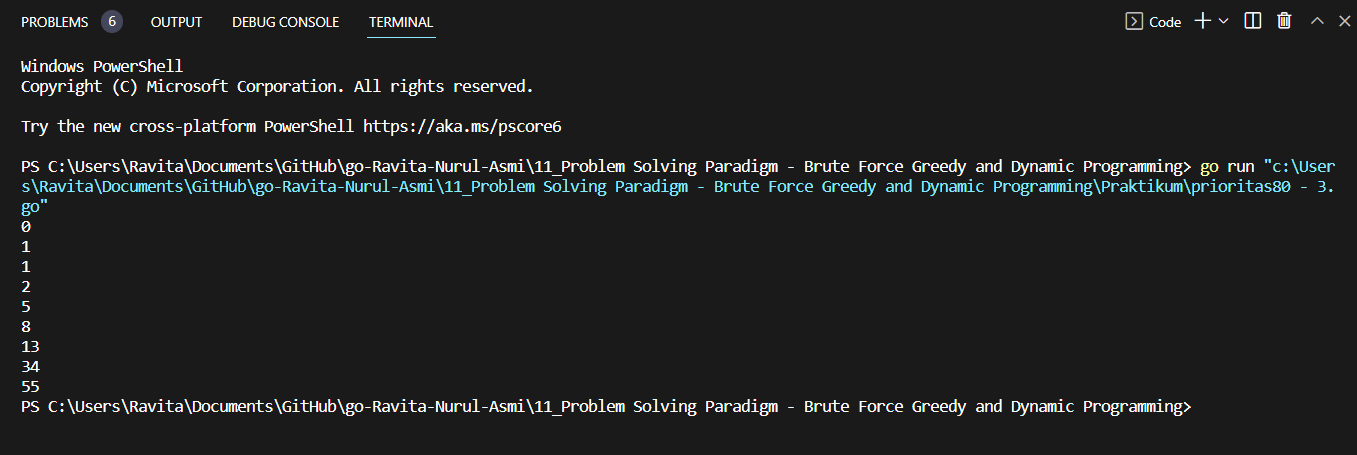 PROBLEMS 6 OUTPUT DEBUG CONSOLE TERMINAL Code
Windows PowerShell
Copyright (C) Microsoft Corporation. All rights reserved.
Try the new cross-platform PowerShell https://aka.ms/pscore6
PS C:\Users\Ravita\Documents\GitHub\go-Ravita-Nurul-Asmi\11_Problem Solving Paradigm - Brute Force Greedy and Dynamic Programming> go run "c:\User
s\Ravita\Documents\GitHub\go-Ravita-Nurul-Asmi\11_Problem Solving Paradigm - Brute Force Greedy and Dynamic Programming\Praktikum\prioritas80 - 3.
go"
0
1
1
2
5
8
13
34
55
PS C:\Users\Ravita\Documents\GitHub\go-Ravita-Nurul-Asmi\11_Problem Solving Paradigm - Brute Force Greedy and Dynamic Programming>